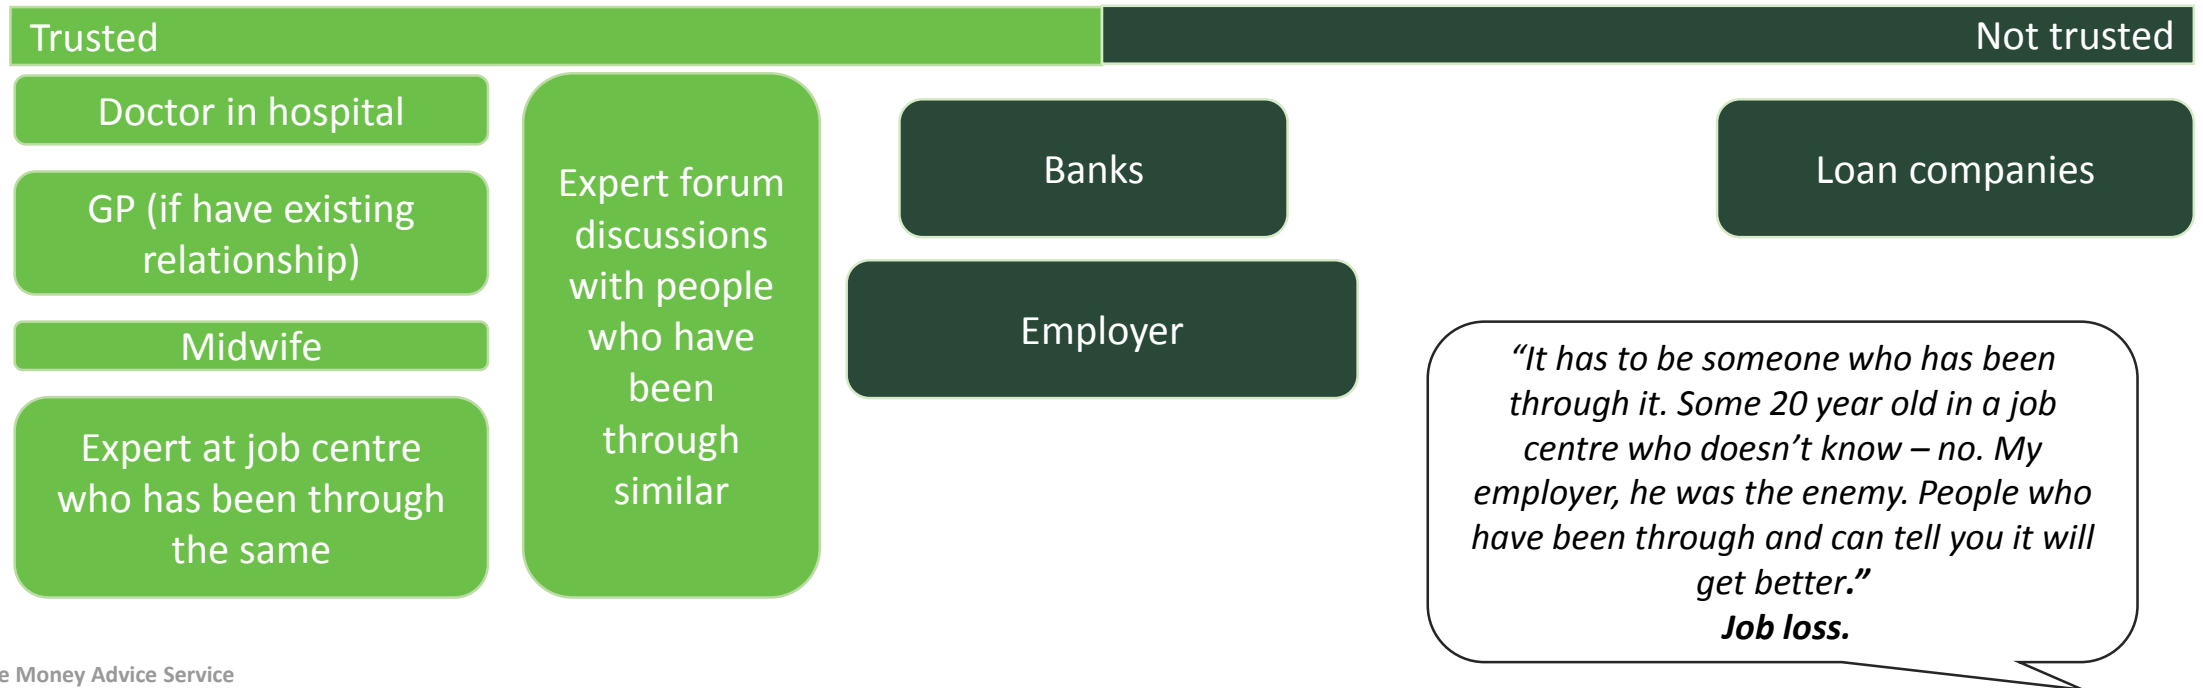 Trusted
Not trusted
Doctor in hospital
GP (if have existing
relationship)
Midwife
Expert at job centre
who has been through
the same
Expert forum
discussions
with people
who have
been
through
similar
Banks
Employer
Loan companies
“It has to be someone who has been
through it. Some 20 year old in a job
centre who doesn’t know – no. My
employer, he was the enemy. People who
have been through and can tell you it will
get better.”
Job loss.
e Money Advice Service